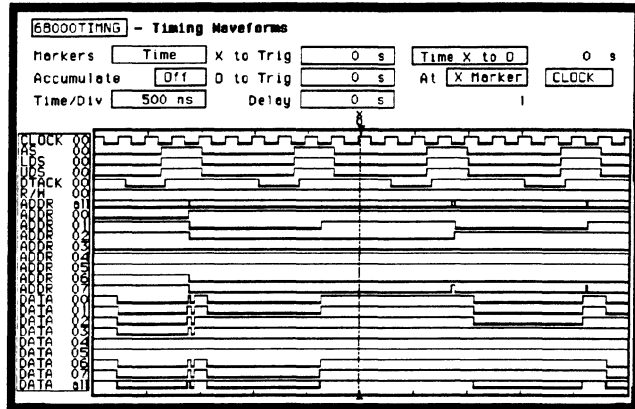 68000TIMNG - Timing Waveforms
Markers Time X to Trig 0 s Time X to O 0 s
Accumulate Off O to Trig 0 s At X Marker CLOCK
Time/Div 500 ns Delay 0 s
X
O
CLOCK 00
AS 00
LDS 00
UDS 00
DTACK 00
R/W 00
ADDR all
ADDR 00
ADDR 01
ADDR 02
ADDR 03
ADDR 04
ADDR 05
ADDR 06
ADDR 07
DATA 00
DATA 01
DATA 02
DATA 03
DATA 04
DATA 05
DATA 06
DATA 07
DATA all